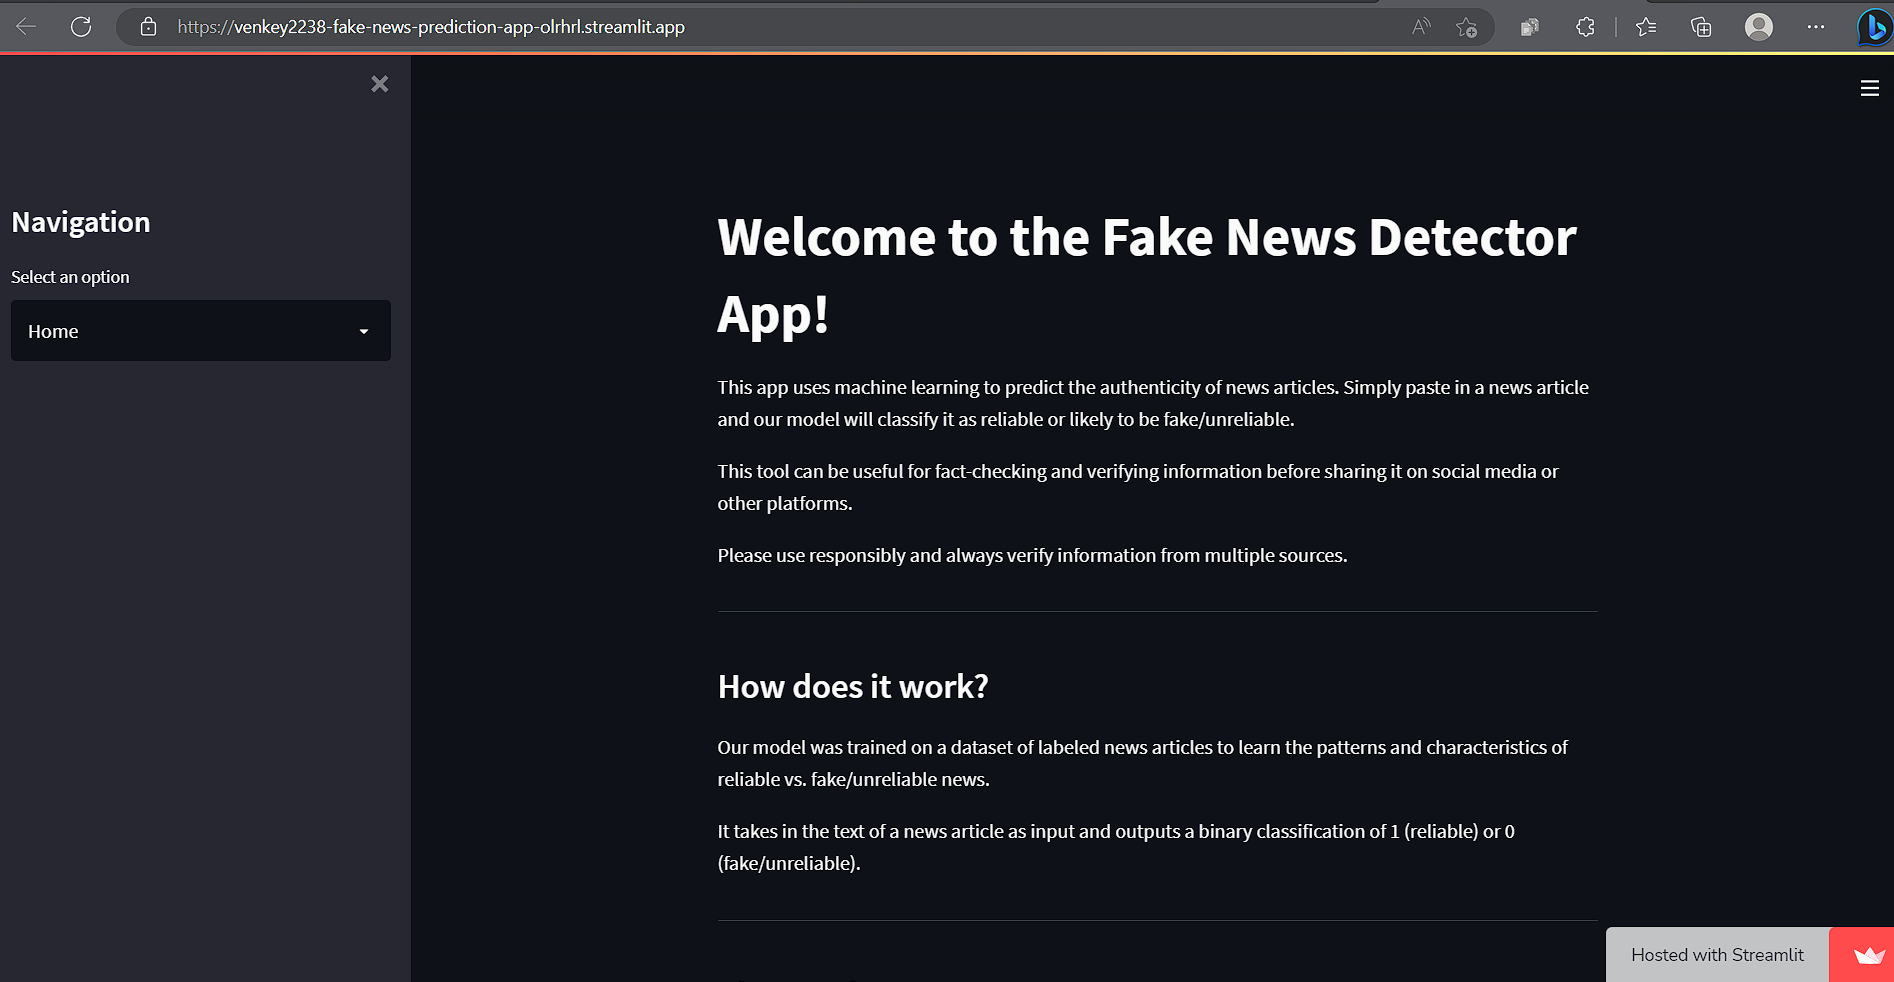 https://venkey2238-fake-news-prediction-app-olrhrl.streamlit.app
Navigation
Select an option
Home
Welcome to the Fake News Detector
App!
This app uses machine learning to predict the authenticity of news articles. Simply paste in a news article
and our model will classify it as reliable or likely to be fake/unreliable.
This tool can be useful for fact-checking and verifying information before sharing it on social media or
other platforms.
Please use responsibly and always verify information from multiple sources.
How does it work?
Our model was trained on a dataset of labeled news articles to learn the patterns and characteristics of
reliable vs. fake/unreliable news.
It takes in the text of a news article as input and outputs a binary classification of 1 (reliable) or 0
(fake/unreliable).
Hosted with Streamlit